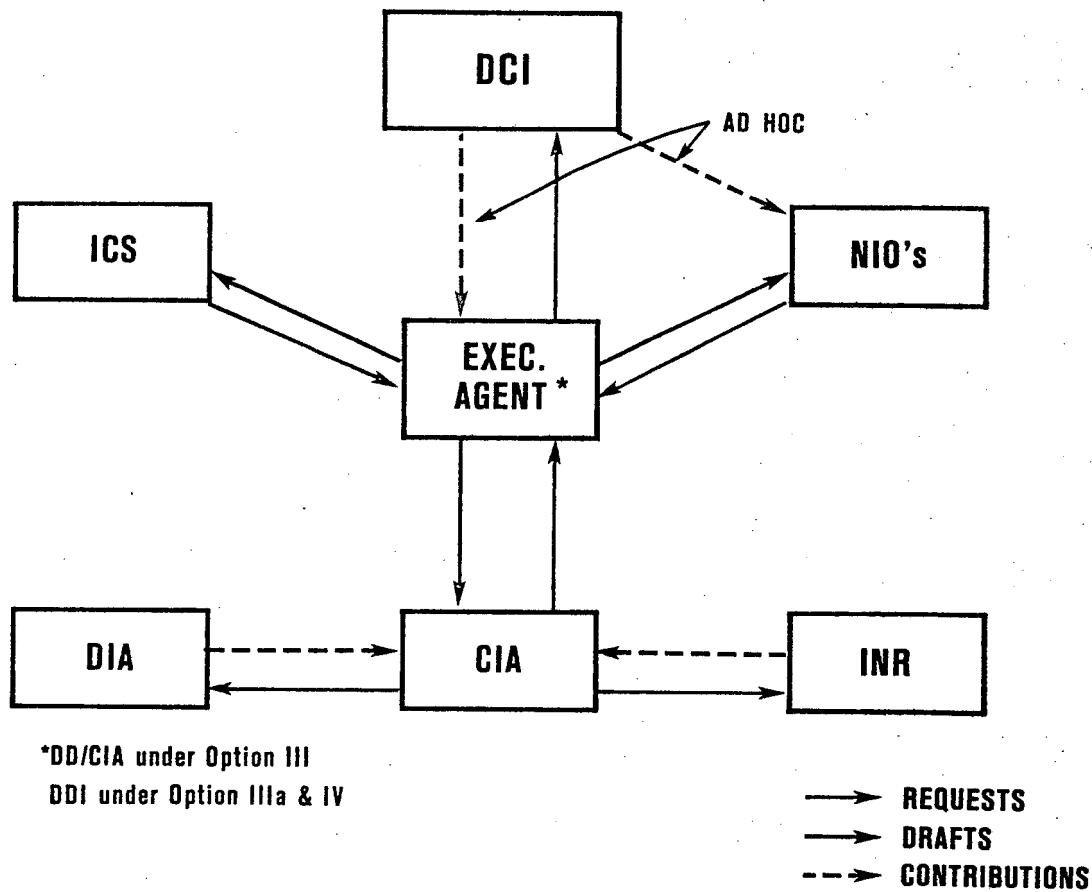 DCI
AD HOC
ICS
NIO's
EXEC.
AGENT *
DIA
CIA
INR
*DD/CIA under Option III
DDI under Option IIIa & IV
REQUESTS
DRAFTS
CONTRIBUTIONS